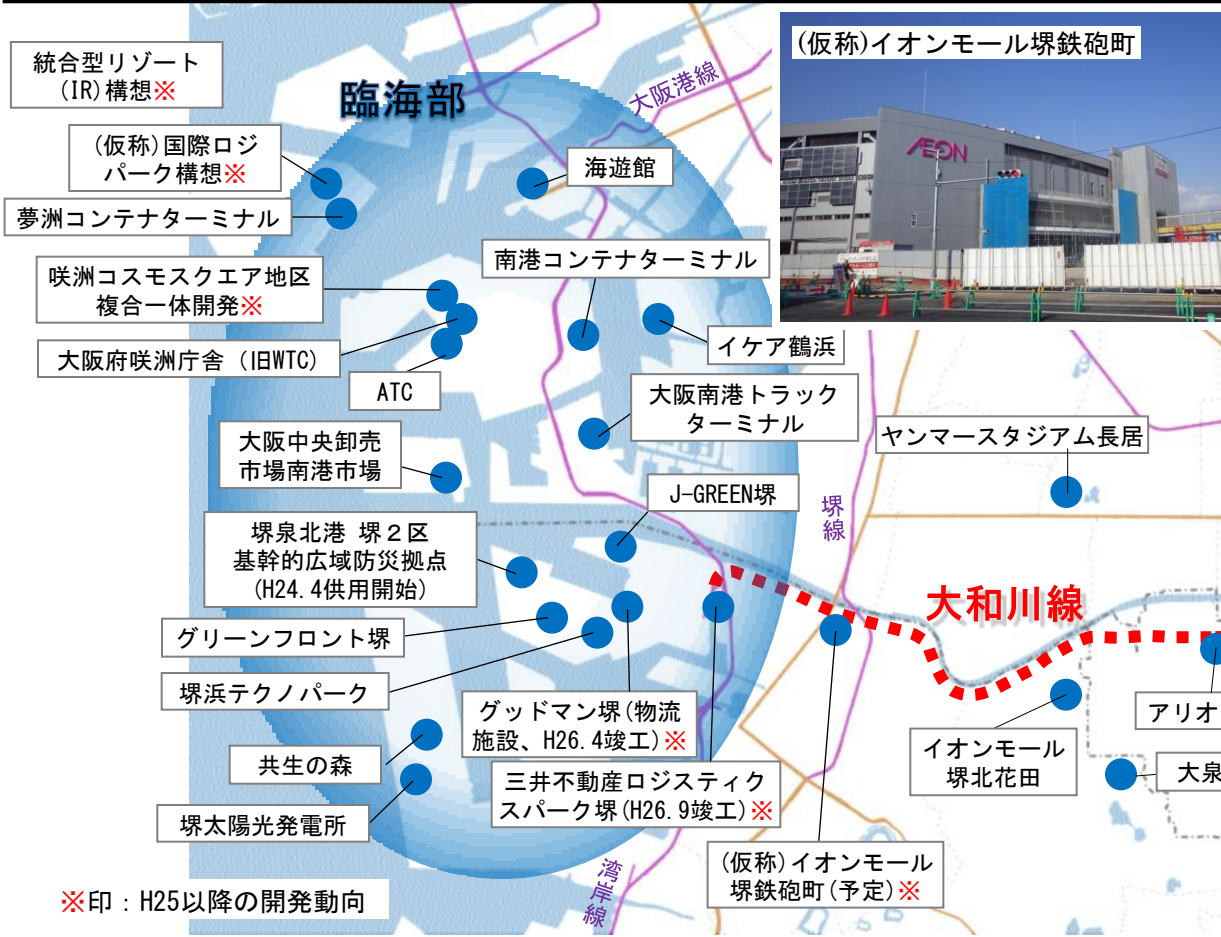 統合型リゾート
(IR)構想※
臨海部
大阪港線
(仮称)イオンモール堺鉄砲町
ÆON
(仮称)国際ロジ
パーク構想※
海遊館
夢洲コンテナターミナル
南港コンテナターミナル
咲洲コスモスクエア地区
複合一体開発※
イケア鶴浜
大阪府咲洲庁舎（旧WTC）
ATC
大阪南港トラック
ターミナル
大阪中央卸売
市場南港市場
ヤンマースタジアム長居
J-GREEN堺
堺線
堺泉北港 堺２区
基幹的広域防災拠点
(H24.4供用開始)
大和川線
グリーンフロント堺
堺浜テクノパーク
グッドマン堺(物流
施設、H26.4竣工)※
アリオ
イオンモール
堺北花田
共生の森
三井不動産ロジスティク
スパーク堺(H26.9竣工)※
大泉
堺太陽光発電所
(仮称)イオンモール
堺鉄砲町(予定)※
湾岸線
※印：H25以降の開発動向